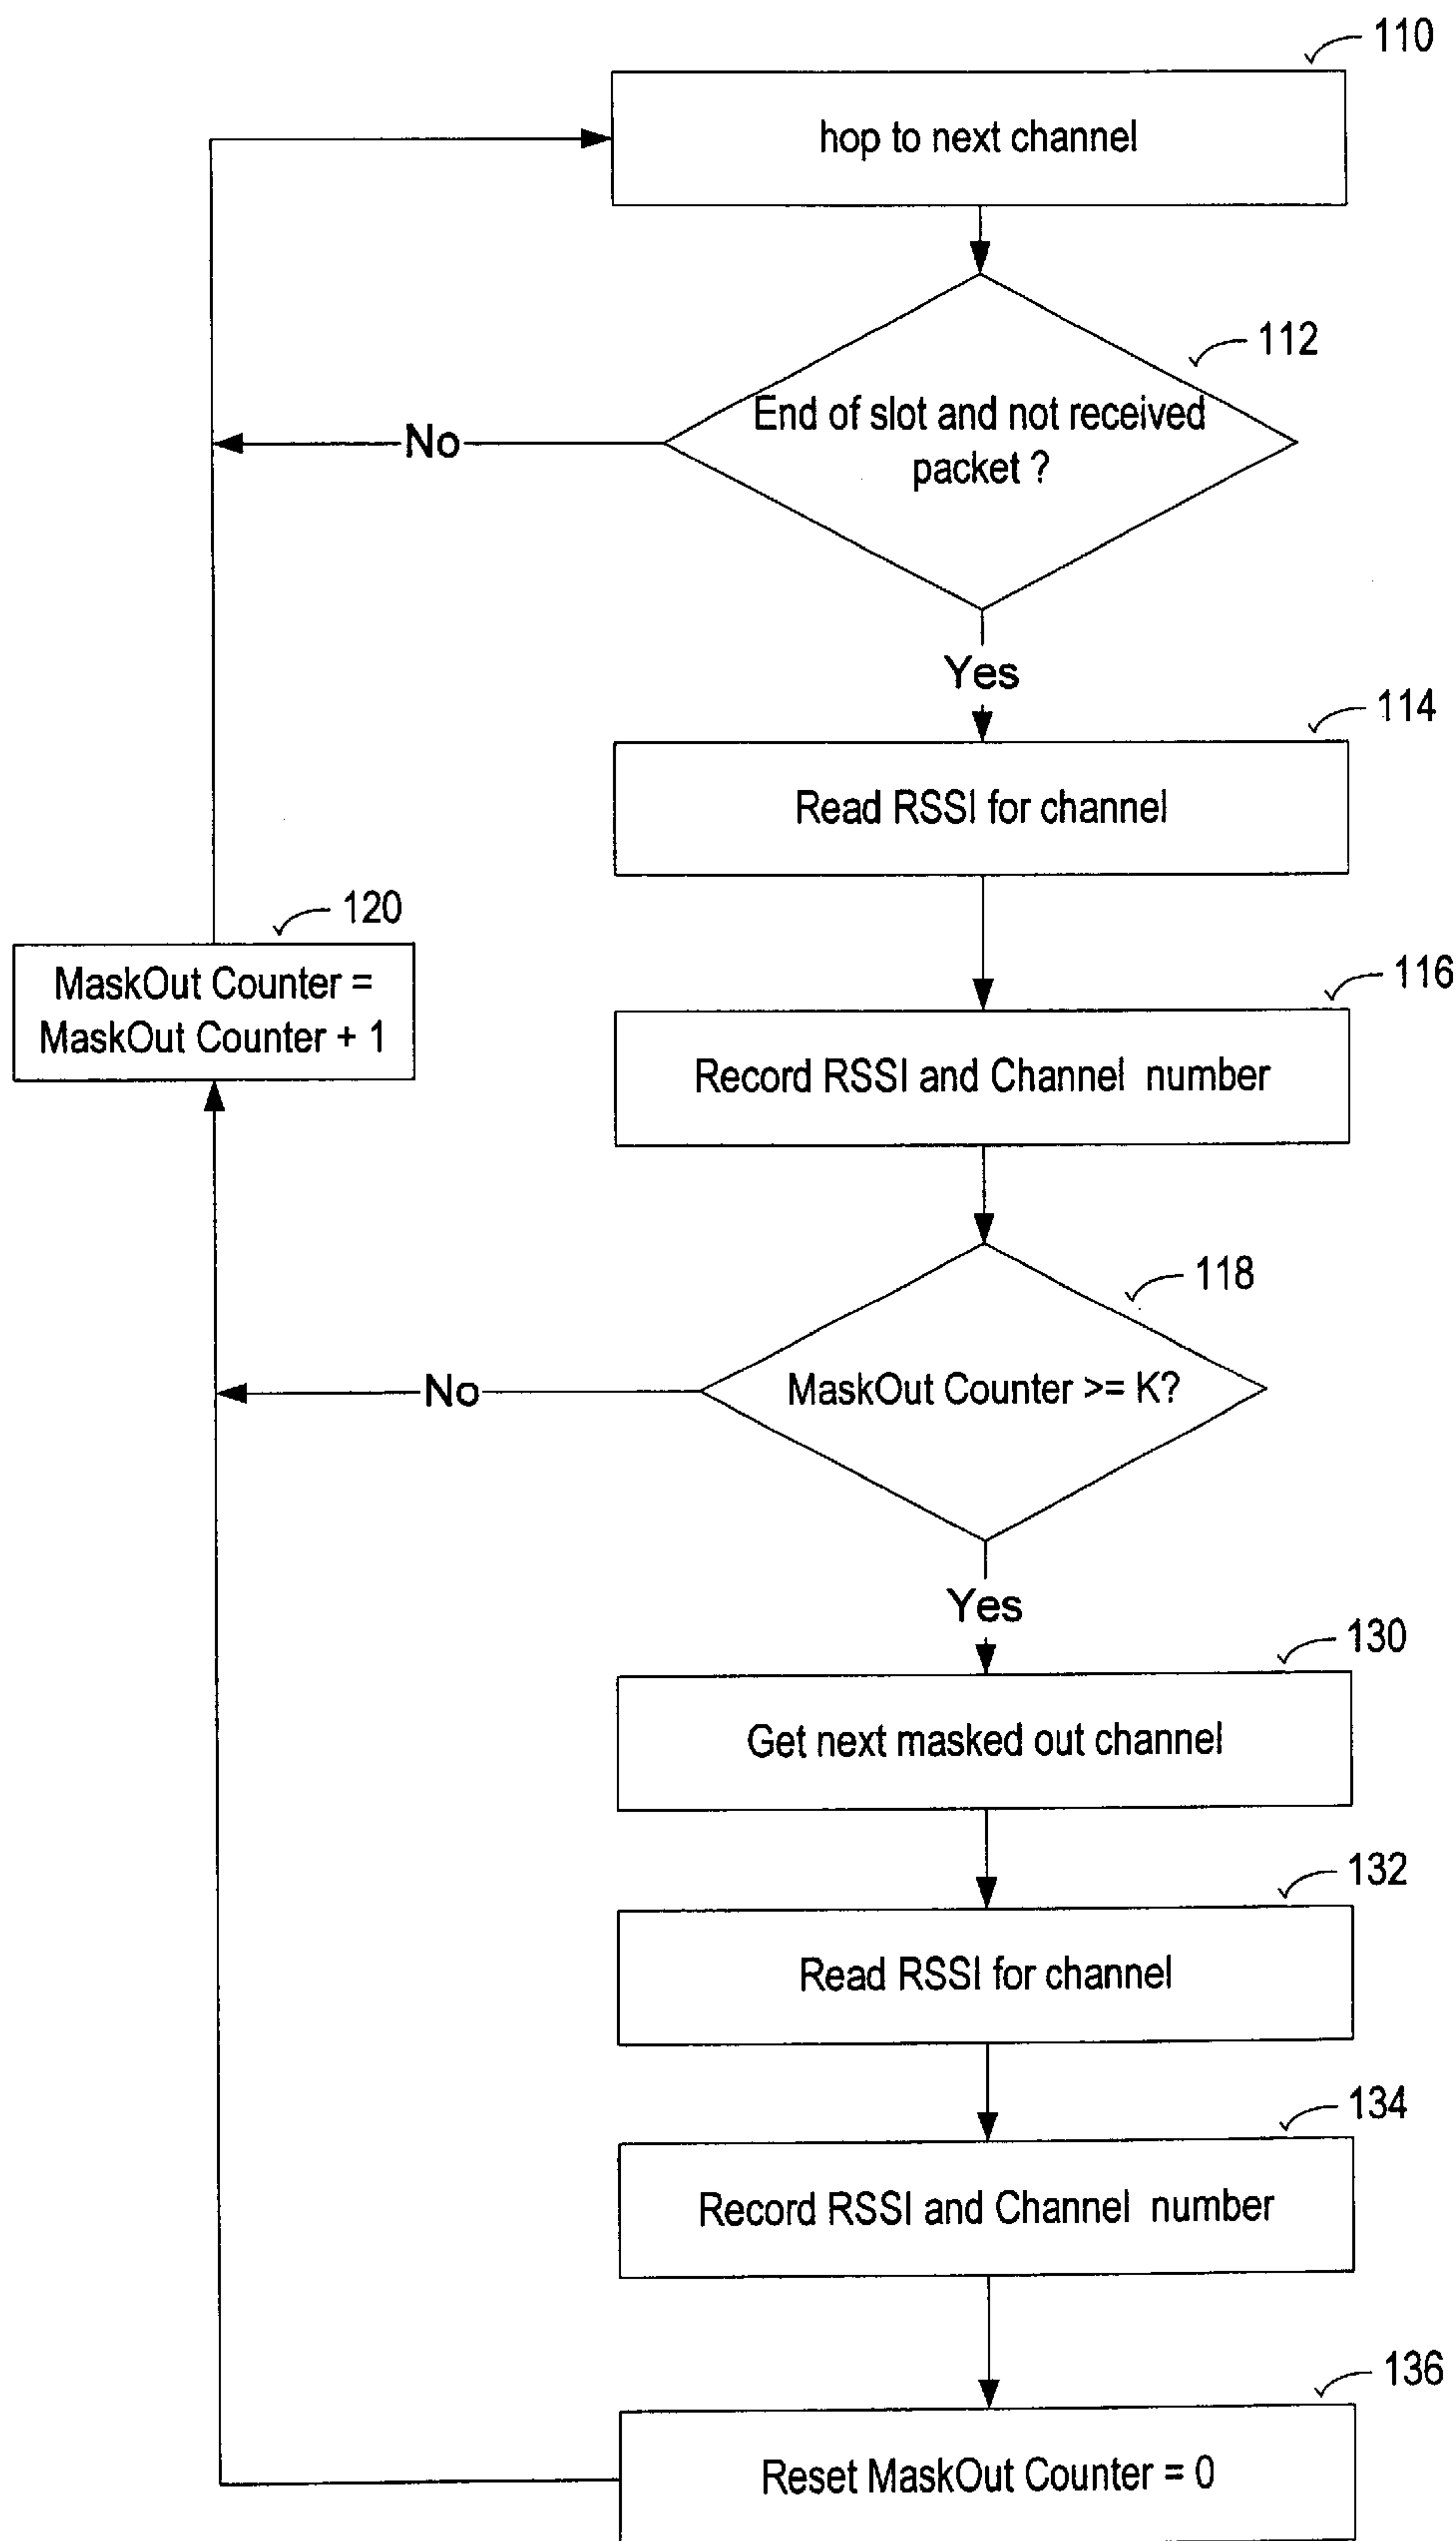 110
hop to next channel
112
End of slot and not received
packet ?
No
Yes
114
Read RSSI for channel
120
MaskOut Counter =
MaskOut Counter + 1
116
Record RSSI and Channel number
118
MaskOut Counter >= K?
No
Yes
130
Get next masked out channel
132
Read RSSI for channel
134
Record RSSI and Channel number
136
Reset MaskOut Counter = 0